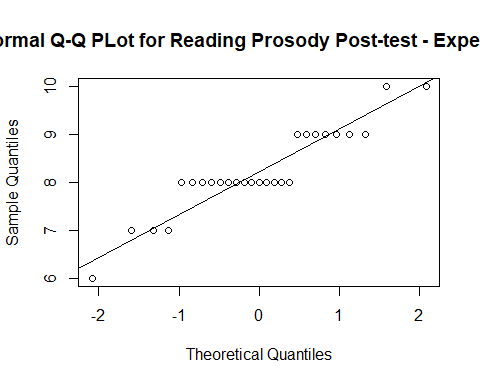 ormal Q-Q PLot for Reading Prosody Post-test - Expe
10
9
8
7
6
Sample Quantiles
-2 -1 0 1 2
Theoretical Quantiles